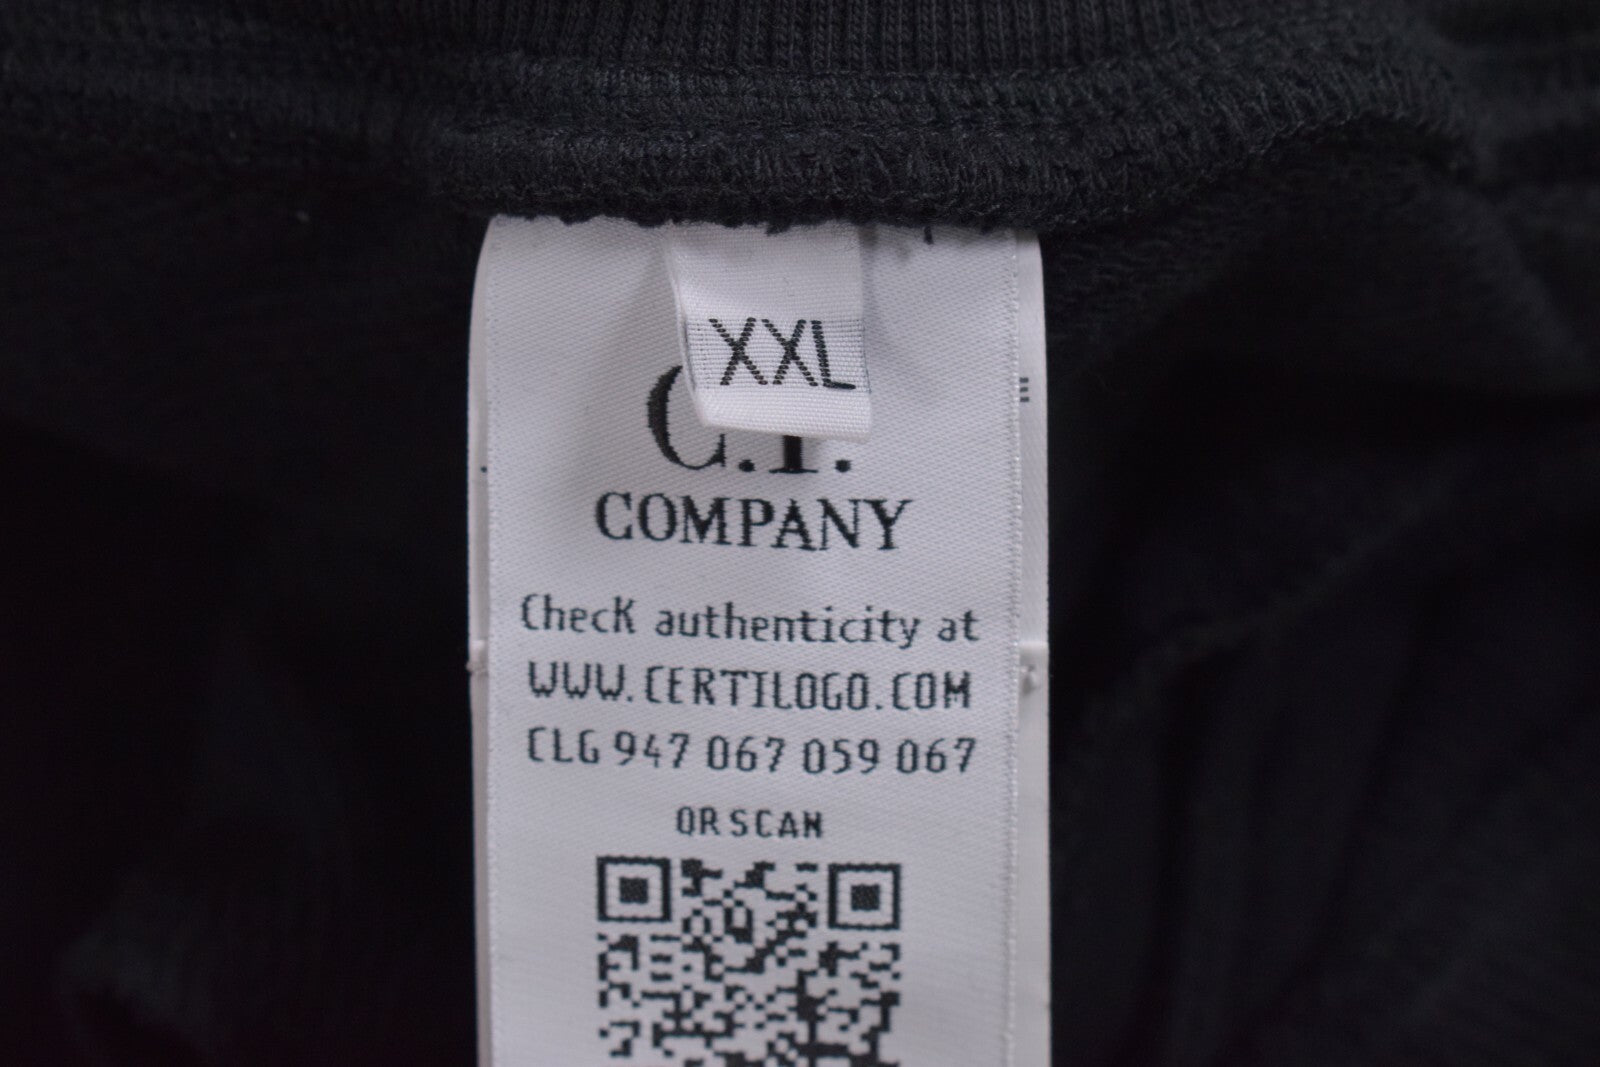 XXL
C.P.
COMPANY
Check authenticity at
WWW.CERTILOGO.COM
CLG 947 067 059 067
OR SCAN